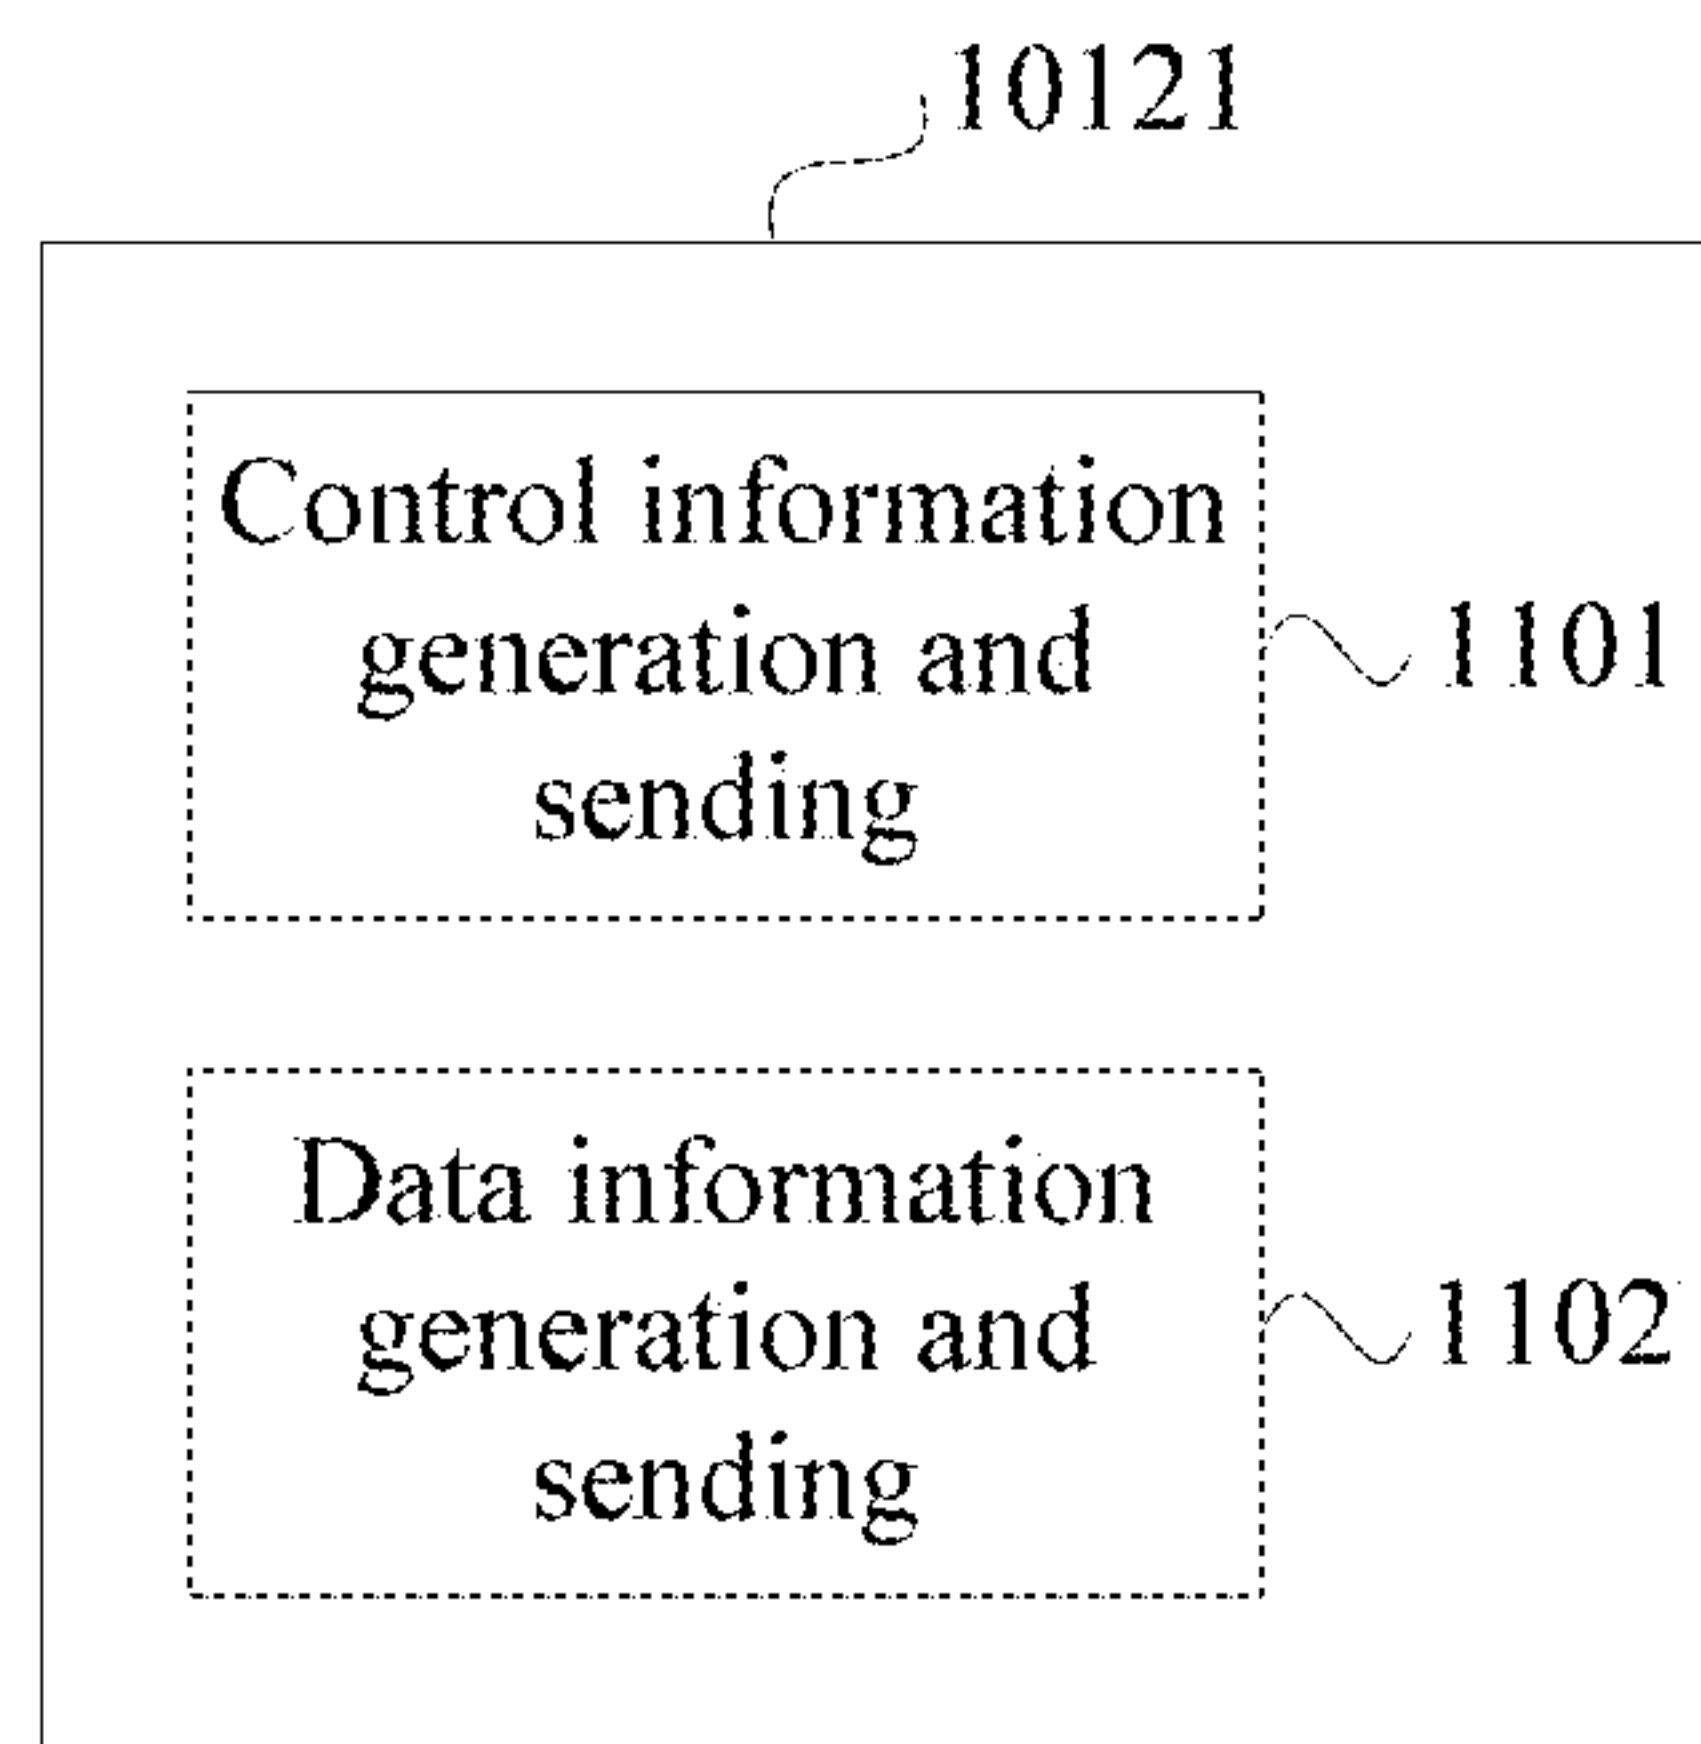 10121
Control information
generation and
sending
1101
Data information
generation and
sending
1102